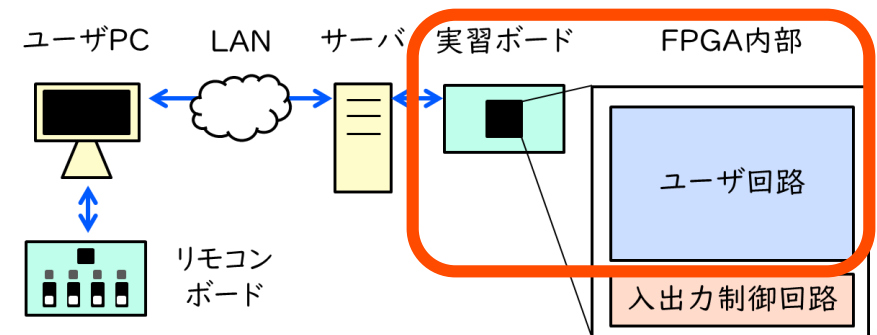 ユーザPC
LAN
サーバ
実習ボード
FPGA内部
ユーザ回路
リモコン
ボード
入出力制御回路